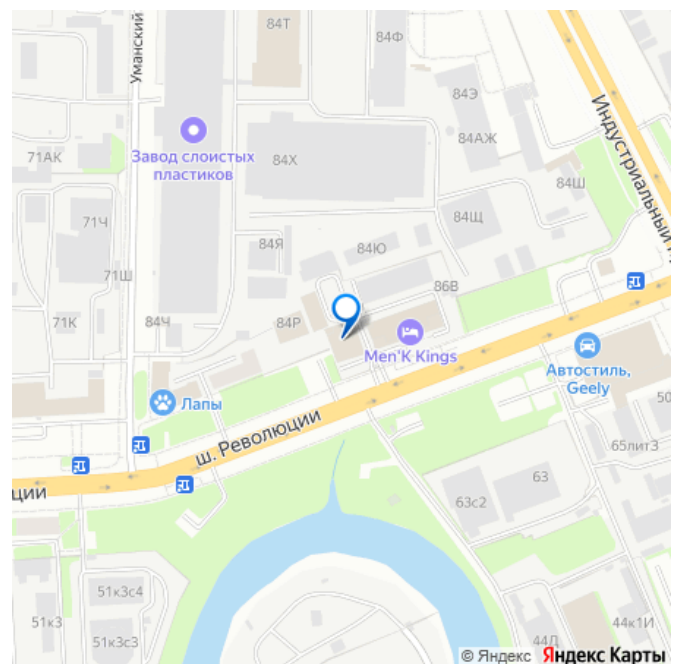 84Т
84Ф
Уманский
84Э
Индустриальный п
71АК
Завод слоистых
пластиков
84Х
84АЖ
84Ш
71Ч
84Щ
84Я
84Ю
71Ш
86В
71К
84Ч
84Р
Men'K Kings
Автостиль,
Geely
Лапы
50
ш. Революции
65литЗ
ции
63
63с2
51к3с4
51к3
51к3с3
44Д
44к1И
© Яндекс Яндекс Карты